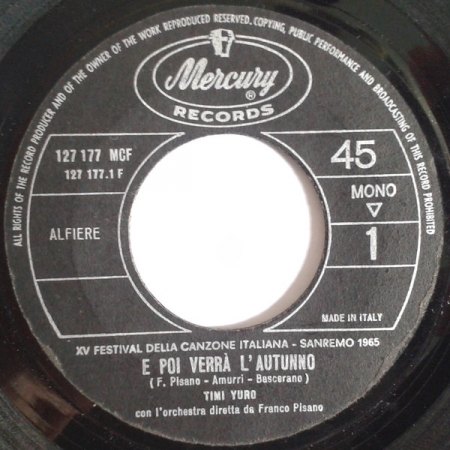 ALL RIGHTS OF THE RECORD PRODUCER AND OF THE OWNER OF THE WORK REPRODUCED RESERVED. COPYING, PUBLIC PERFORMANCE AND BROADCASTING OF THIS RECORD PROHIBITED
Mercury ®
RECORDS
127 177 MCF
127 177.1 F
45
MONO
ALFIERE
1
MADE IN ITALY
XV FESTIVAL DELLA CANZONE ITALIANA - SANREMO 1965
E POI VERRÀ L'AUTUNNO
( F. Pisano - Amurri - Bascerano )
TIMI YURO
con l'orchestra diretta da Franco Pisano